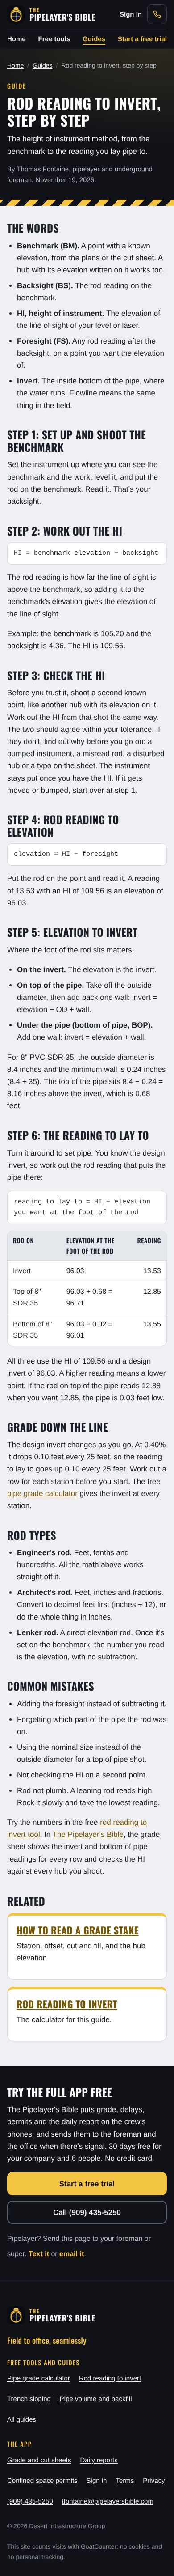 THE
PIPELAYER'S BIBLE
Sign in
Home Free tools Guides Start a free trial
Home / Guides / Rod reading to invert, step by step
GUIDE
ROD READING TO INVERT,
STEP BY STEP
The height of instrument method, from the
benchmark to the reading you lay pipe to.
By Thomas Fontaine, pipelayer and underground
foreman. November 19, 2026.
THE WORDS
• Benchmark (BM). A point with a known
elevation, from the plans or the cut sheet. A
hub with its elevation written on it works too.
• Backsight (BS). The rod reading on the
benchmark.
• HI, height of instrument. The elevation of
the line of sight of your level or laser.
• Foresight (FS). Any rod reading after the
backsight, on a point you want the elevation
of.
• Invert. The inside bottom of the pipe, where
the water runs. Flowline means the same
thing in the field.
STEP 1: SET UP AND SHOOT THE
BENCHMARK
Set the instrument up where you can see the
benchmark and the work, level it, and put the
rod on the benchmark. Read it. That's your
backsight.
STEP 2: WORK OUT THE HI
HI = benchmark elevation + backsight
The rod reading is how far the line of sight is
above the benchmark, so adding it to the
benchmark's elevation gives the elevation of
the line of sight.
Example: the benchmark is 105.20 and the
backsight is 4.36. The HI is 109.56.
STEP 3: CHECK THE HI
Before you trust it, shoot a second known
point, like another hub with its elevation on it.
Work out the HI from that shot the same way.
The two should agree within your tolerance. If
they don't, find out why before you go on: a
bumped instrument, a misread rod, a disturbed
hub or a typo on the sheet. The instrument
stays put once you have the HI. If it gets
moved or bumped, start over at step 1.
STEP 4: ROD READING TO
ELEVATION
elevation = HI − foresight
Put the rod on the point and read it. A reading
of 13.53 with an HI of 109.56 is an elevation of
96.03.
STEP 5: ELEVATION TO INVERT
Where the foot of the rod sits matters:
• On the invert. The elevation is the invert.
• On top of the pipe. Take off the outside
diameter, then add back one wall: invert =
elevation − OD + wall.
• Under the pipe (bottom of pipe, BOP).
Add one wall: invert = elevation + wall.
For 8" PVC SDR 35, the outside diameter is
8.4 inches and the minimum wall is 0.24 inches
(8.4 ÷ 35). The top of the pipe sits 8.4 − 0.24 =
8.16 inches above the invert, which is 0.68
feet.
STEP 6: THE READING TO LAY TO
Turn it around to set pipe. You know the design
invert, so work out the rod reading that puts the
pipe there:
reading to lay to = HI − elevation
you want at the foot of the rod
ROD ON ELEVATION AT THE FOOT OF THE ROD READING
Invert 96.03 13.53
Top of 8" SDR 35 96.03 + 0.68 = 96.71 12.85
Bottom of 8" SDR 35 96.03 − 0.02 = 96.01 13.55
All three use the HI of 109.56 and a design
invert of 96.03. A higher reading means a lower
point. If the rod on top of the pipe reads 12.88
when you want 12.85, the pipe is 0.03 feet low.
GRADE DOWN THE LINE
The design invert changes as you go. At 0.40%
it drops 0.10 feet every 25 feet, so the reading
to lay to goes up 0.10 every 25 feet. Work out a
row for each station before you start. The free
pipe grade calculator gives the invert at every
station.
ROD TYPES
• Engineer's rod. Feet, tenths and
hundredths. All the math above works
straight off it.
• Architect's rod. Feet, inches and fractions.
Convert to decimal feet first (inches ÷ 12), or
do the whole thing in inches.
• Lenker rod. A direct elevation rod. Once it's
set on the benchmark, the number you read
is the elevation, with no subtraction.
COMMON MISTAKES
• Adding the foresight instead of subtracting it.
• Forgetting which part of the pipe the rod was
on.
• Using the nominal size instead of the
outside diameter for a top of pipe shot.
• Not checking the HI on a second point.
• Rod not plumb. A leaning rod reads high.
Rock it slowly and take the lowest reading.
Try the numbers in the free rod reading to
invert tool. In The Pipelayer's Bible, the grade
sheet shows the invert and the bottom of pipe
readings for every row and checks the HI
against every hub you shoot.
RELATED
HOW TO READ A GRADE STAKE
Station, offset, cut and fill, and the hub
elevation.
ROD READING TO INVERT
The calculator for this guide.
TRY THE FULL APP FREE
The Pipelayer's Bible puts grade, delays,
permits and the daily report on the crew's
phones, and sends them to the foreman and
the office when there's signal. 30 days free for
your company and 6 people. No credit card.
Start a free trial
Call (909) 435-5250
Pipelayer? Send this page to your foreman or
super. Text it or email it.
THE
PIPELAYER'S BIBLE
Field to office, seamlessly
FREE TOOLS AND GUIDES
Pipe grade calculator Rod reading to invert
Trench sloping Pipe volume and backfill
All guides
THE APP
Grade and cut sheets Daily reports
Confined space permits Sign in Terms Privacy
(909) 435-5250 tfontaine@pipelayersbible.com
© 2026 Desert Infrastructure Group
This site counts visits with GoatCounter: no cookies and
no personal tracking.